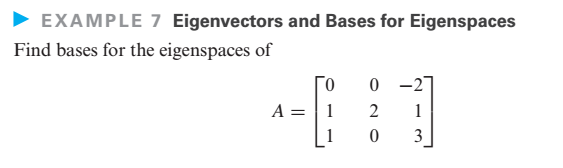 ▶ EXAMPLE 7 Eigenvectors and Bases for Eigenspaces
Find bases for the eigenspaces of
A = [0 0 −2
1 2 1
1 0 3]